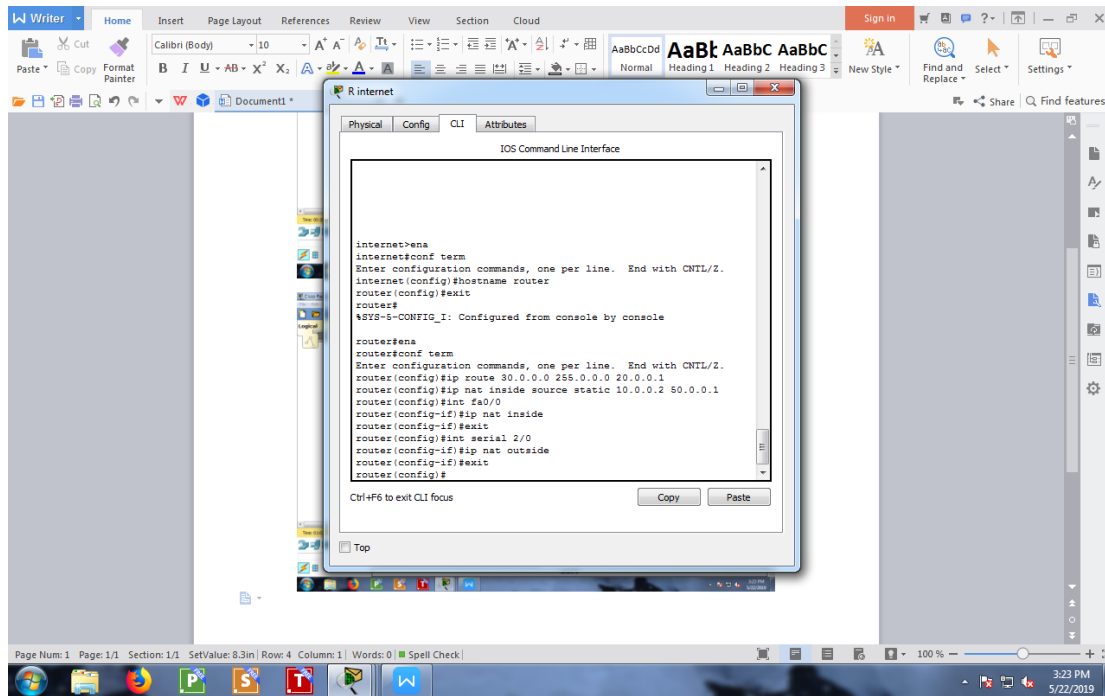 Writer
Home
Insert
Page Layout
References
Review
View
Section
Cloud
Sign in
Cut
Copy
Paste
Format
Painter
Calibri (Body)
10
AaBbCcDd
Normal
AaBb
Heading 1
AaBbC
Heading 2
AaBbC
Heading 3
New Style
Find and
Replace
Select
Settings
Document1 *
Share
Find features
R internet
Physical
Config
CLI
Attributes
IOS Command Line Interface
internet>ena
internet#conf term
Enter configuration commands, one per line.  End with CNTL/Z.
internet(config)#hostname router
router(config)#exit
router#
%SYS-5-CONFIG_I: Configured from console by console
router#ena
router#conf term
Enter configuration commands, one per line.  End with CNTL/Z.
router(config)#ip route 30.0.0.0 255.0.0.0 20.0.0.1
router(config)#ip nat inside source static 10.0.0.2 50.0.0.1
router(config)#int fa0/0
router(config-if)#ip nat inside
router(config-if)#exit
router(config)#int serial 2/0
router(config-if)#ip nat outside
router(config-if)#exit
router(config)#
Ctrl+F6 to exit CLI focus
Copy
Paste
Top
Logical
Page Num: 1 Page: 1/1 Section: 1/1 SetValue: 8.3in Row: 4 Column: 1 Words: 0 Spell Check
100 %
3:23 PM
5/22/2019